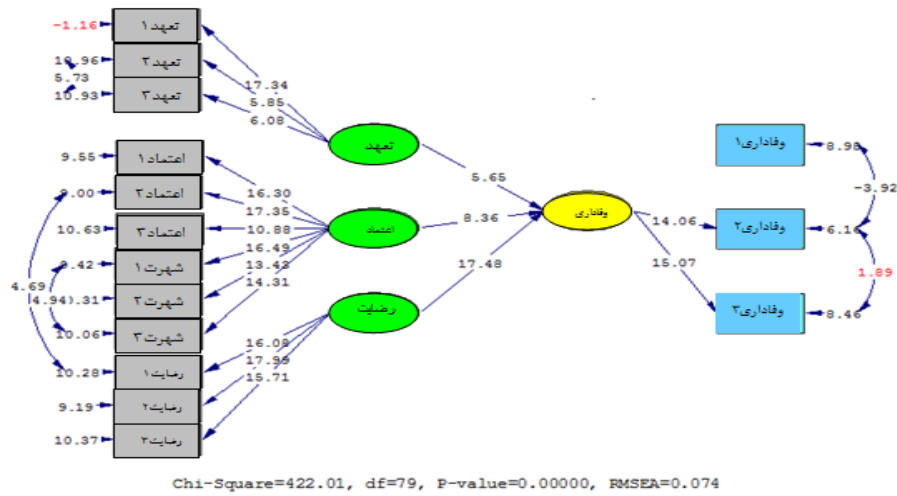 -1.16
تعهد۱
10.96
تعهد۲
5.73
10.93
تعهد۳
17.34
5.85
6.08
تعهد
9.55
اعتماد۱
9.00
اعتماد۲
10.63
اعتماد۳
9.42
شهرت۱
شهرت۲
10.06
شهرت۳
4.69
4.94
16.30
17.35
10.88
16.49
13.43
14.31
اعتماد
10.28
رضایت۱
9.19
رضایت۲
10.37
رضایت۳
16.08
17.99
15.71
رضایت
5.65
8.36
17.48
وفاداری
14.06
15.07
وفاداری۱
8.98
-3.92
وفاداری۲
6.16
1.89
وفاداری۳
8.46
Chi-Square=422.01, df=79, P-value=0.00000, RMSEA=0.074